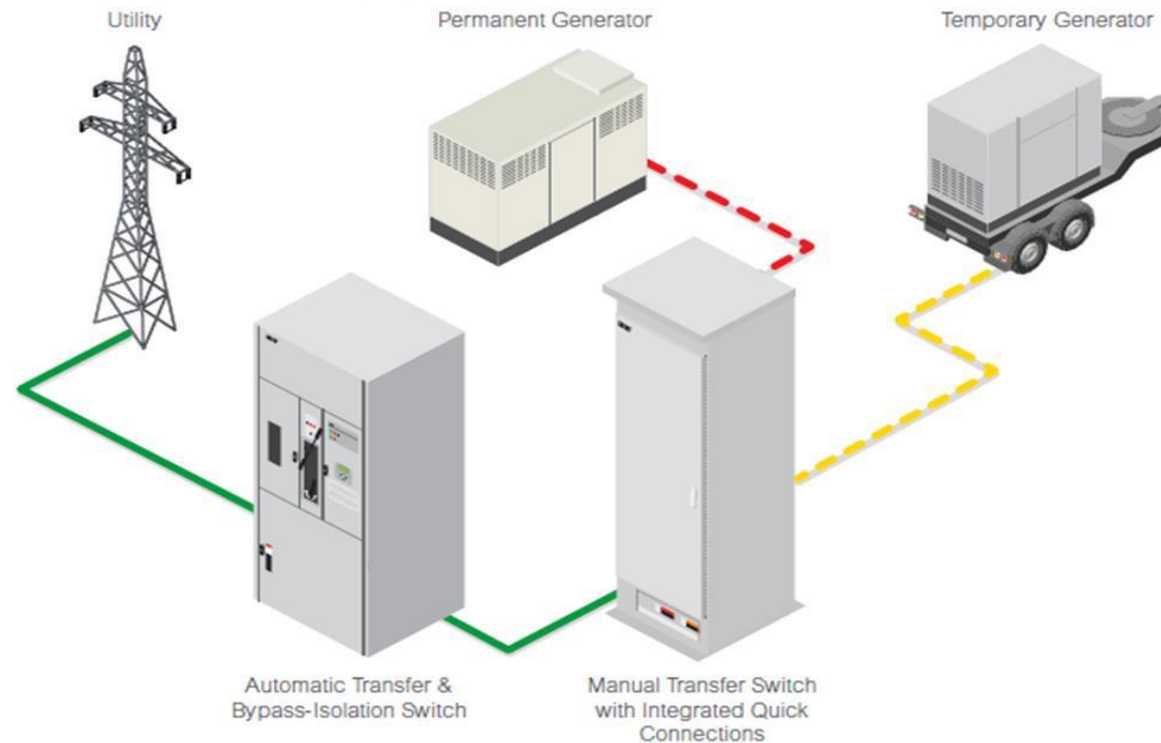 Utility
Permanent Generator
Temporary Generator
Automatic Transfer &
Bypass-Isolation Switch
Manual Transfer Switch
with Integrated Quick
Connections